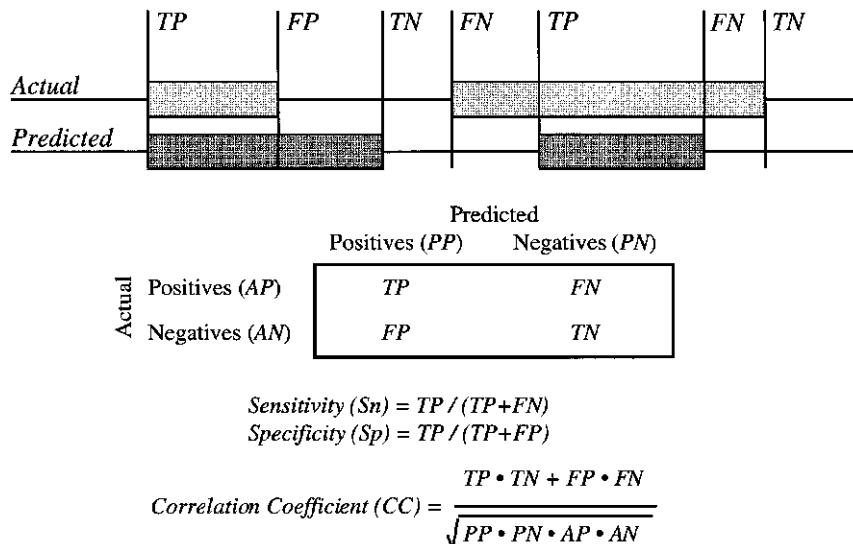 TP FP TN FN TP FN TN
Actual
Predicted
Predicted
Positives (PP) Negatives (PN)
Actual
Positives (AP) TP FN
Negatives (AN) FP TN
Sensitivity (Sn) = TP / (TP+FN)
Specificity (Sp) = TP / (TP+FP)
Correlation Coefficient (CC) = TP • TN + FP • FN / √PP • PN • AP • AN